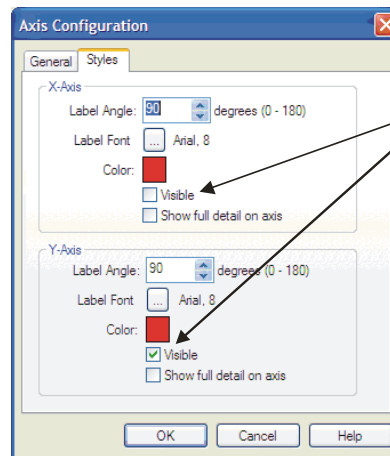 Axis Configuration
General Styles
X-Axis
Label Angle: 90 degrees (0 - 180)
Label Font ... Arial, 8
Color:
Visible
Show full detail on axis
Y-Axis
Label Angle: 90 degrees (0 - 180)
Label Font ... Arial, 8
Color:
Visible
Show full detail on axis
OK Cancel Help